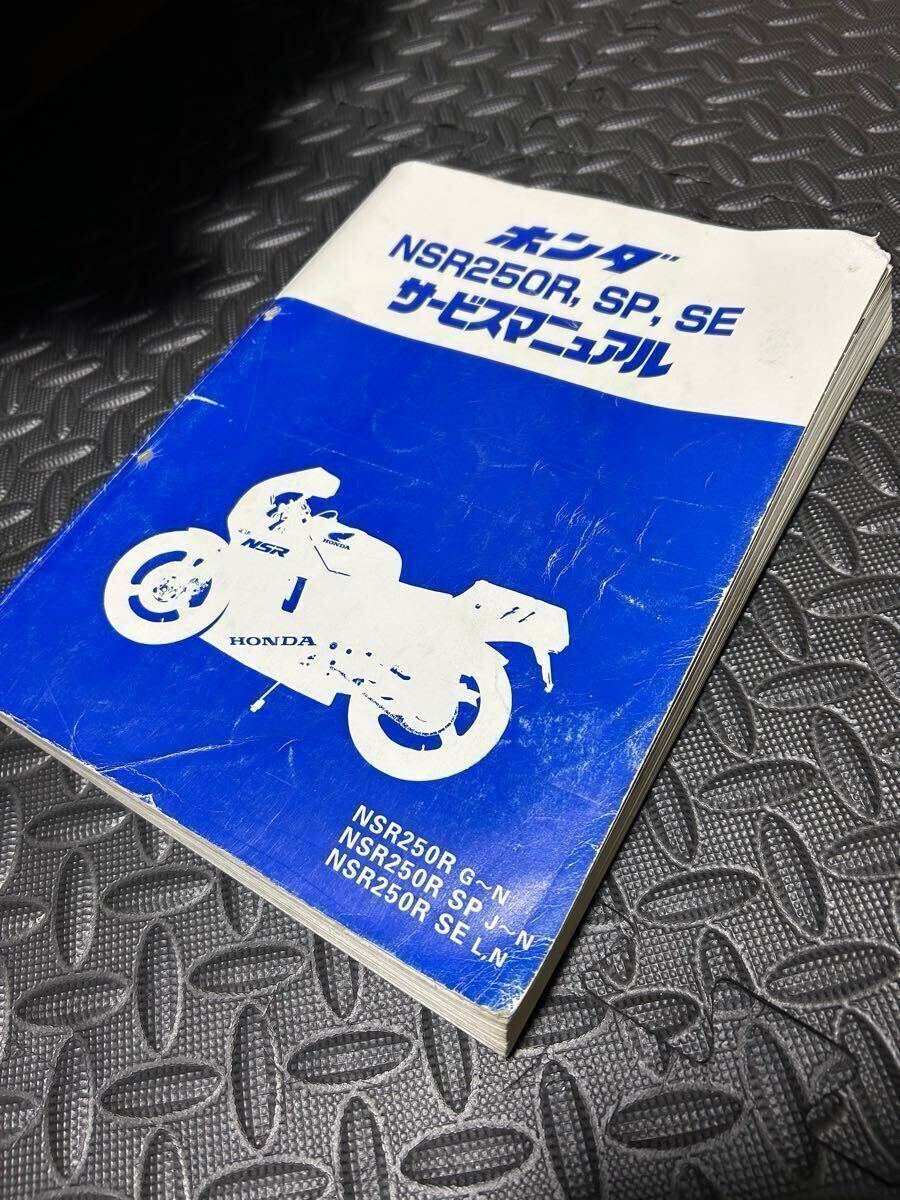 ホンダ
NSR250R, SP, SE
サービスマニュアル
NSR
HONDA
HONDA
NSR250R G~N
NSR250R SP J~N
NSR250R SE L,N